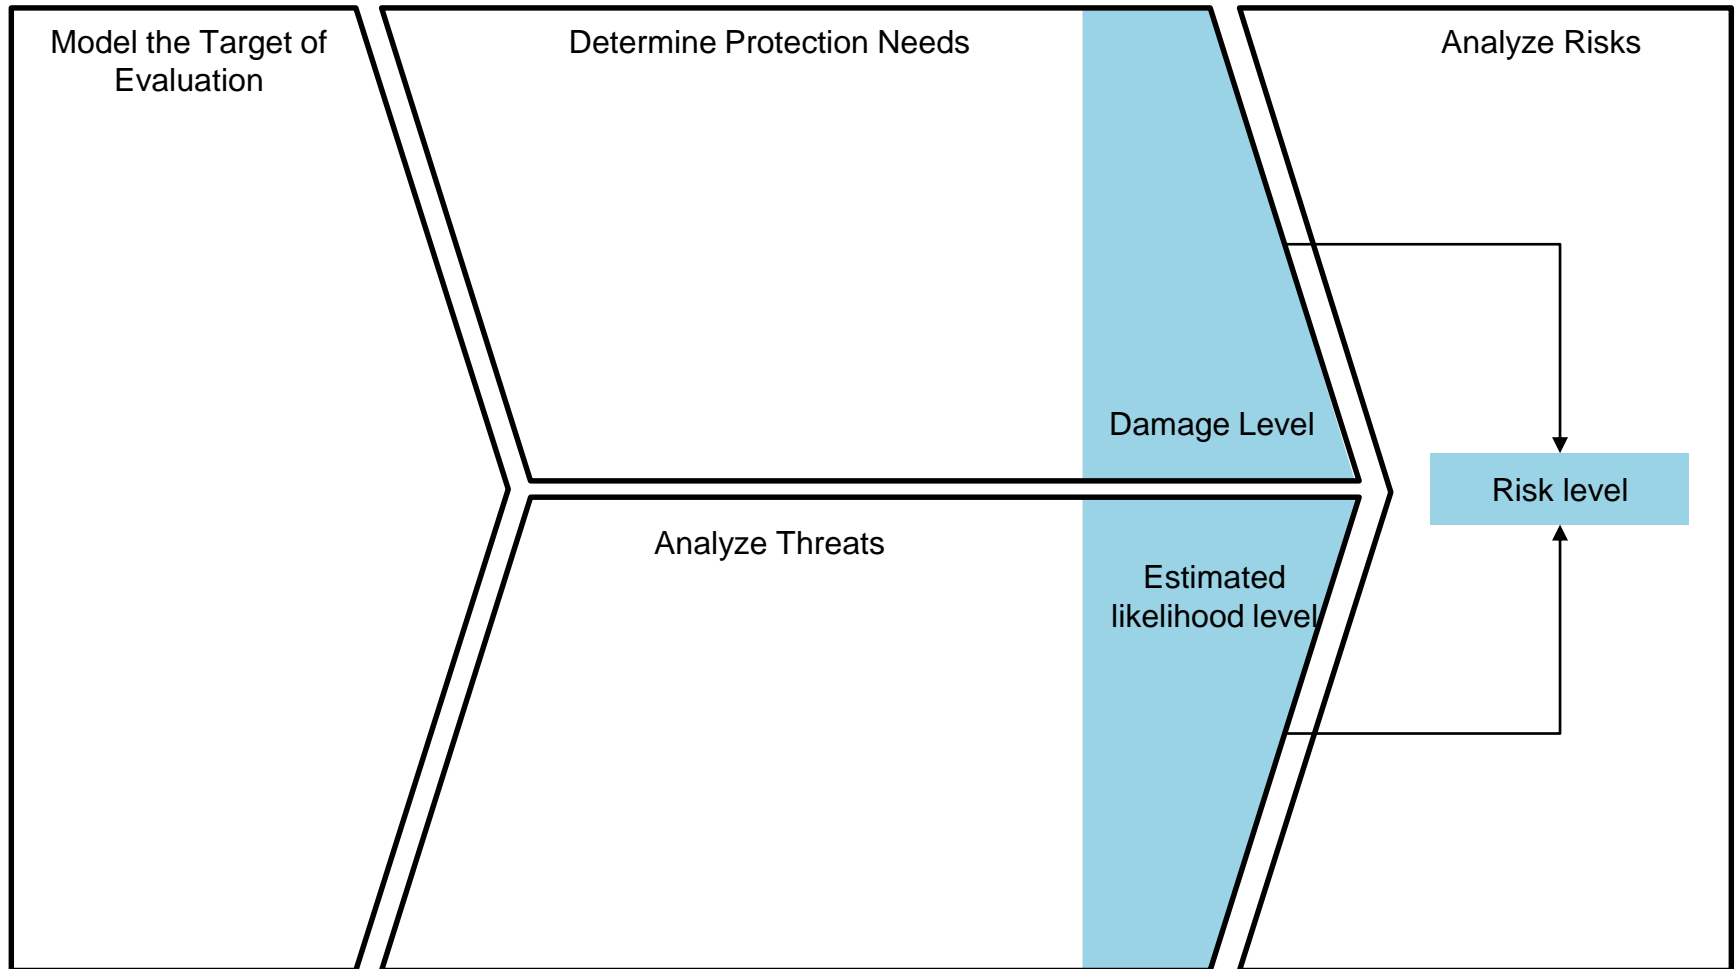 Model the Target of
Evaluation
Determine Protection Needs
Analyze Risks
Damage Level
Risk level
Analyze Threats
Estimated
likelihood level